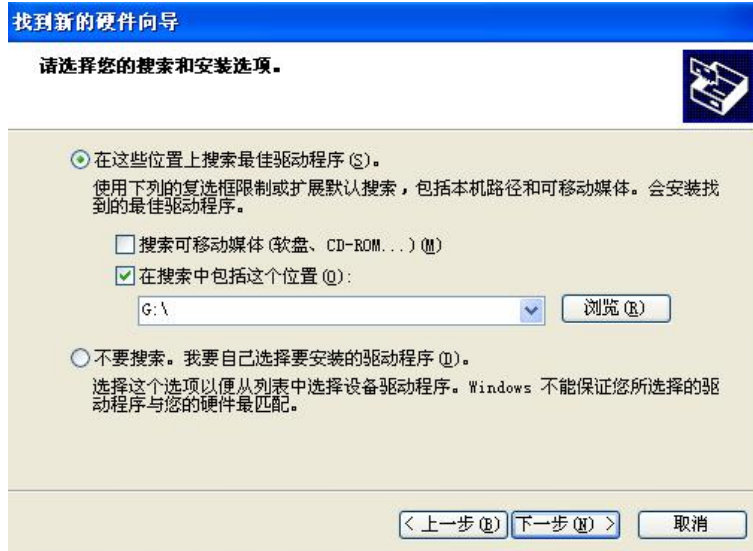 找到新的硬件向导
请选择您的搜索和安装选项。
在这些位置上搜索最佳驱动程序(S)。
使用下列的复选框限制或扩展默认搜索，包括本机路径和可移动媒体。会安装找
到的最佳驱动程序。
搜索可移动媒体(软盘、CD-ROM...)(M)
在搜索中包括这个位置(O):
G:\
浏览(R)
不要搜索。我要自己选择要安装的驱动程序(D)。
选择这个选项以便从列表中选择设备驱动程序。Windows 不能保证您所选择的驱
动程序与您的硬件最匹配。
< 上一步(B) 下一步(N) > 取消